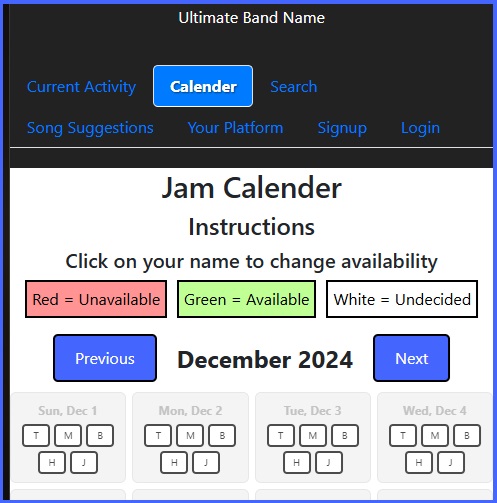 Ultimate Band Name
Current Activity Calender Search
Song Suggestions Your Platform Signup Login
Jam Calender
Instructions
Click on your name to change availability
Red = Unavailable Green = Available White = Undecided
Previous December 2024 Next
Sun, Dec 1 Mon, Dec 2 Tue, Dec 3 Wed, Dec 4
T M B T M B T M B T M B
H J H J H J H J